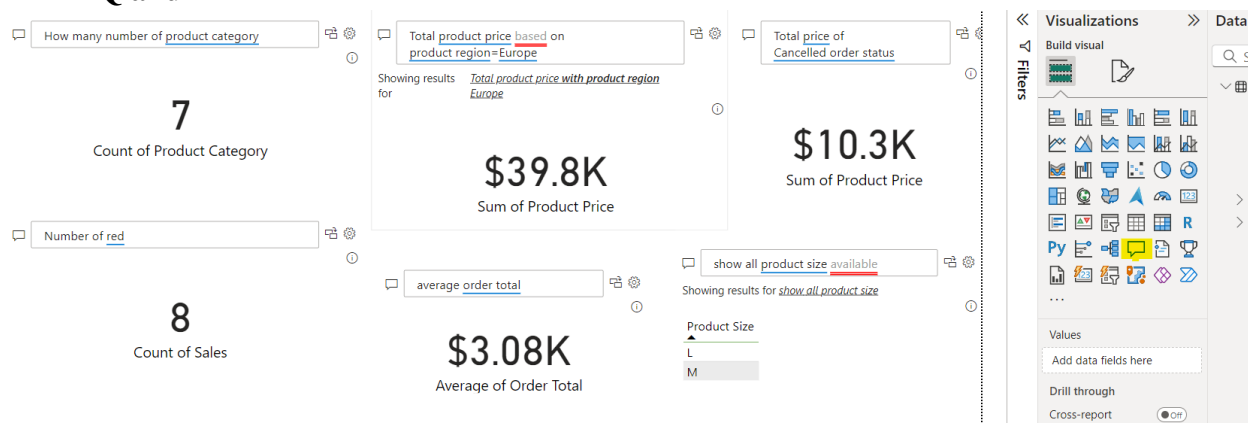 How many number of product category
7
Count of Product Category
Total product price based on
product region=Europe
Showing results for
Total product price with product region
Europe
$39.8K
Sum of Product Price
Total price of
Cancelled order status
$10.3K
Sum of Product Price
Number of red
8
Count of Sales
average order total
$3.08K
Average of Order Total
show all product size available
Showing results for show all product size
Product Size
L
M
Filters
Visualizations
Build visual
123
R
Py
123
...
Values
Add data fields here
Drill through
Cross-report
Off
Data